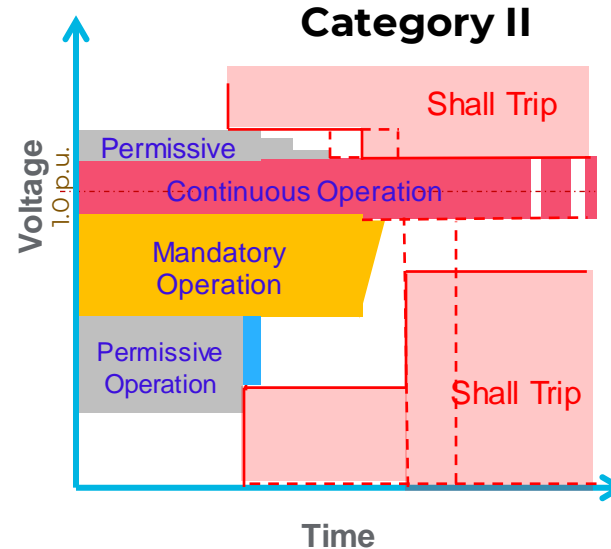 Category II
Shall Trip
Permissive
Voltage
1.0 p.u.
Continuous Operation
Mandatory
Operation
Permissive
Operation
Shall Trip
Time